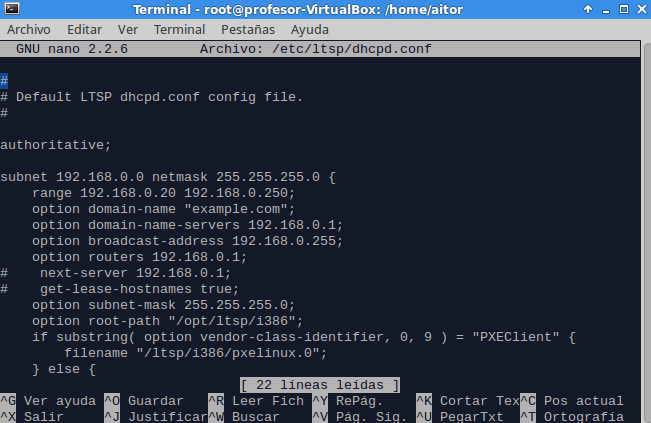 Terminal - root@profesor-VirtualBox: /home/aitor
Archivo Editar Ver Terminal Pestañas Ayuda
GNU nano 2.2.6 Archivo: /etc/ltsp/dhcpd.conf
#
# Default LTSP dhcpd.conf config file.
#
authoritative;
subnet 192.168.0.0 netmask 255.255.255.0 {
    range 192.168.0.20 192.168.0.250;
    option domain-name "example.com";
    option domain-name-servers 192.168.0.1;
    option broadcast-address 192.168.0.255;
    option routers 192.168.0.1;
#    next-server 192.168.0.1;
#    get-lease-hostnames true;
    option subnet-mask 255.255.255.0;
    option root-path "/opt/ltsp/i386";
    if substring( option vendor-class-identifier, 0, 9 ) = "PXEClient" {
        filename "/ltsp/i386/pxelinux.0";
    } else {
[ 22 líneas leídas ]
^G Ver ayuda ^O Guardar ^R Leer Fich ^Y RePág. ^K Cortar Tex^C Pos actual
^X Salir ^J Justificar^W Buscar ^V Pág. Sig. ^U PegarTxt ^T Ortografía